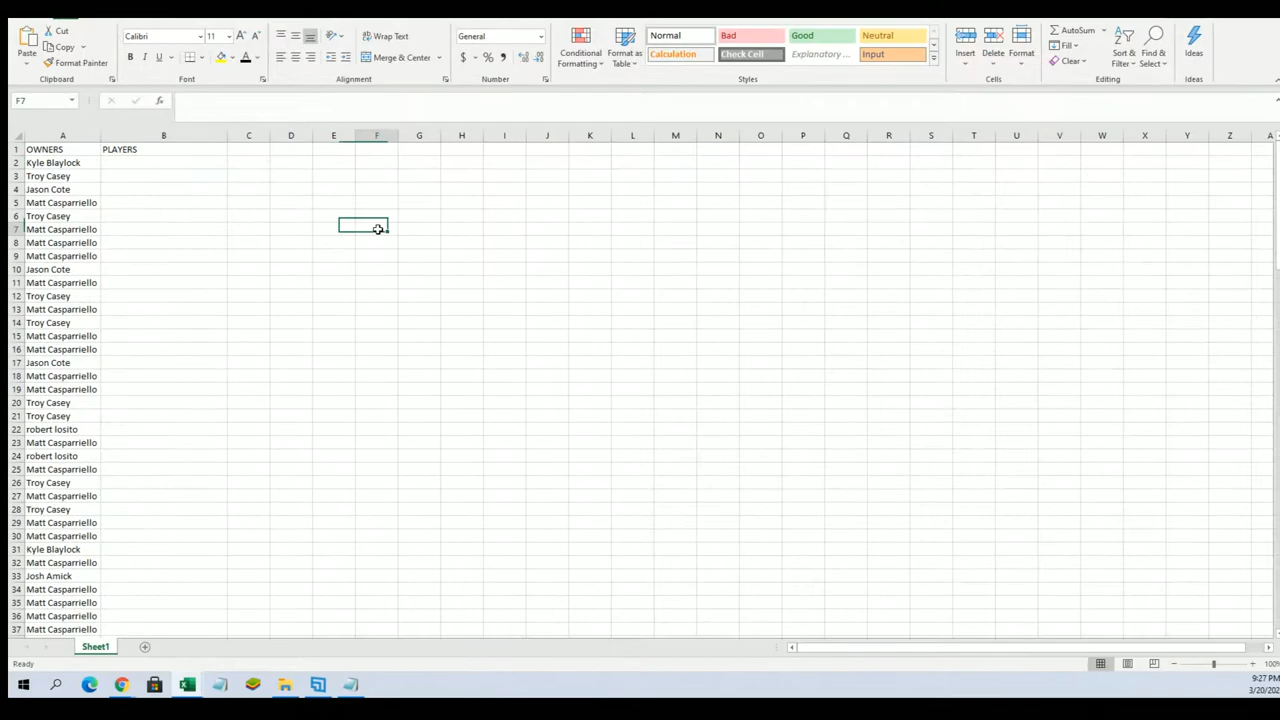 Cut
Copy
Format Painter
Paste
Clipboard
Calibri 11 A A
B I U A
Font
Wrap Text
Merge & Center
Alignment
General
$ % ,
Number
Conditional Formatting
Format as Table
Normal Bad Good Neutral
Calculation Check Cell Explanatory ... Input
Styles
Insert Delete Format
Cells
AutoSum
Fill
Clear
Sort & Filter
Find & Select
Editing
Ideas
Ideas
F7 fx
A B C D E F G H I J K L M N O P Q R S T U V W X Y Z A
1 OWNERS PLAYERS
2 Kyle Blaylock
3 Troy Casey
4 Jason Cote
5 Matt Casparriello
6 Troy Casey
7 Matt Casparriello
8 Matt Casparriello
9 Matt Casparriello
10 Jason Cote
11 Matt Casparriello
12 Troy Casey
13 Matt Casparriello
14 Troy Casey
15 Matt Casparriello
16 Matt Casparriello
17 Jason Cote
18 Matt Casparriello
19 Matt Casparriello
20 Troy Casey
21 Troy Casey
22 robert losito
23 Matt Casparriello
24 robert losito
25 Matt Casparriello
26 Troy Casey
27 Matt Casparriello
28 Troy Casey
29 Matt Casparriello
30 Matt Casparriello
31 Kyle Blaylock
32 Matt Casparriello
33 Josh Amick
34 Matt Casparriello
35 Matt Casparriello
36 Matt Casparriello
37 Matt Casparriello
Sheet1
Ready
100%
9:27 PM
3/20/202